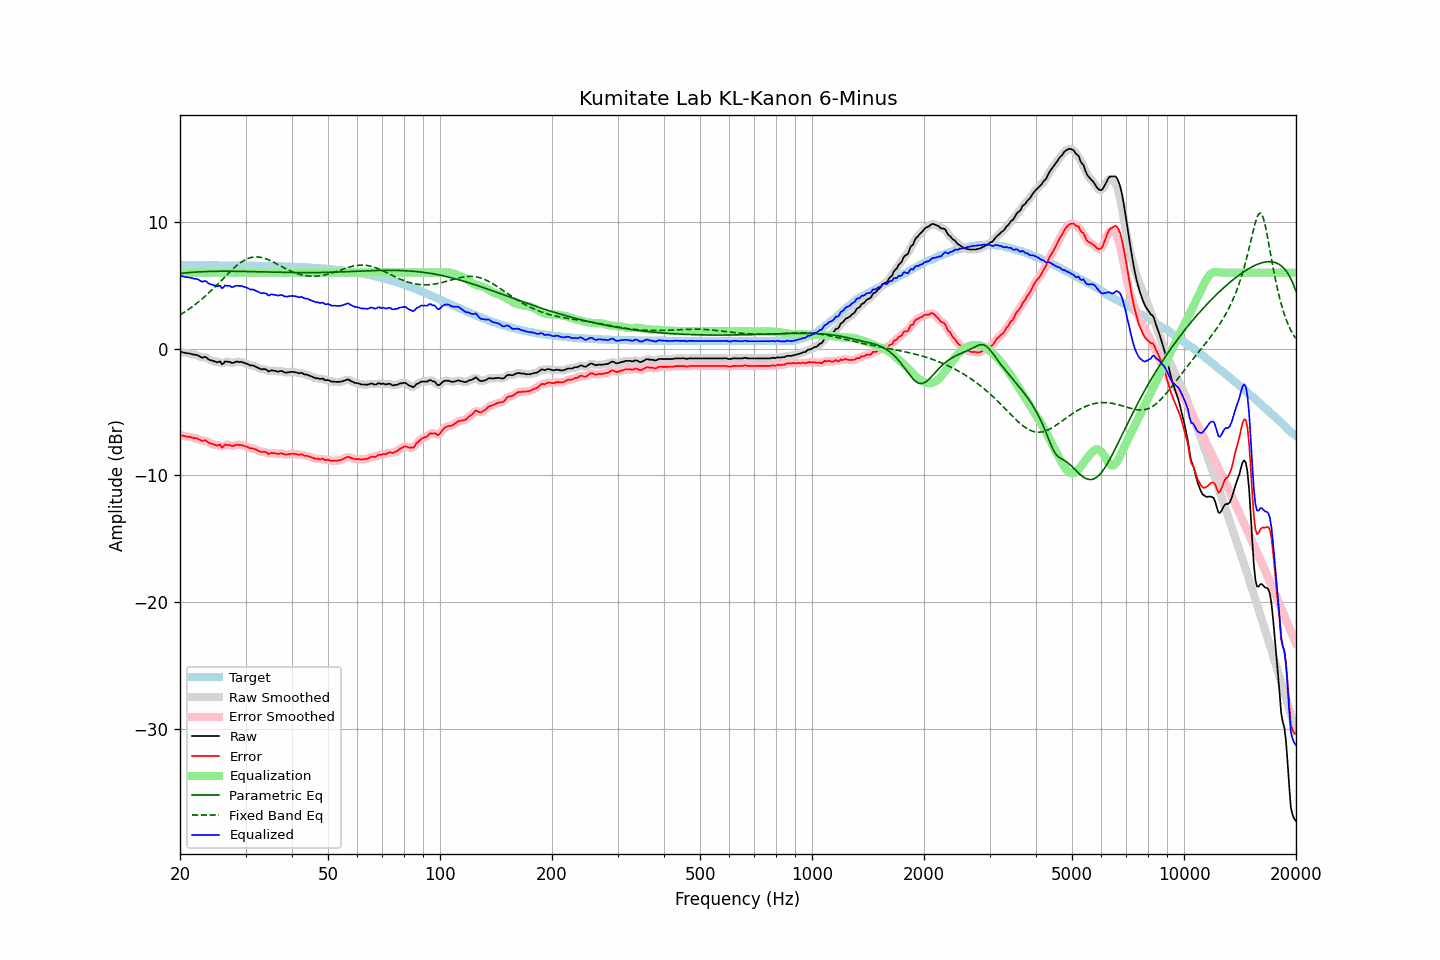 Kumitate Lab KL-Kanon 6-Minus
Amplitude (dBr)
10
0
−10
−20
−30
Target
Raw Smoothed
Error Smoothed
Raw
Error
Equalization
Parametric Eq
Fixed Band Eq
Equalized
20 50 100 200 500 1000 2000 5000 10000 20000
Frequency (Hz)